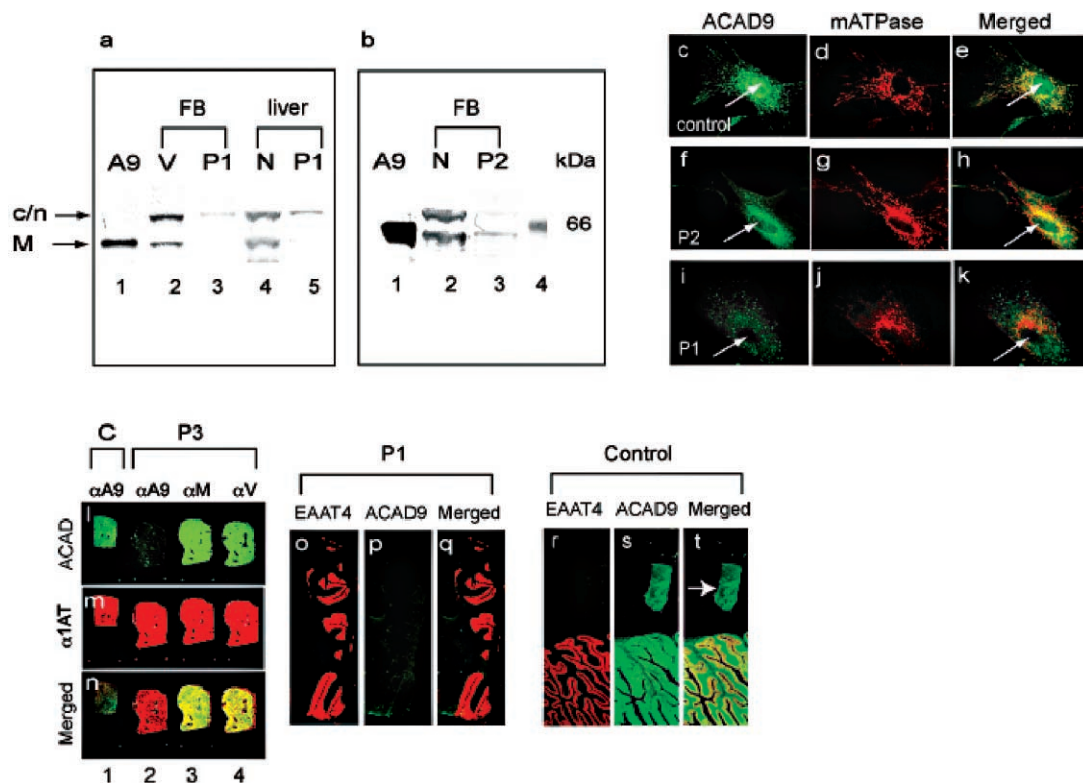 a
b
FB
liver
A9 V P1 N P1
c/n
M
1 2 3 4 5
FB
A9 N P2 kDa
66
1 2 3 4
ACAD9 mATPase Merged
c d e
control
f g h
P2
i j k
P1
C P3
αA9 αA9 αM αV
l
ACAD
m
α1AT
n
Merged
1 2 3 4
P1
EAAT4 ACAD9 Merged
o p q
Control
EAAT4 ACAD9 Merged
r s t